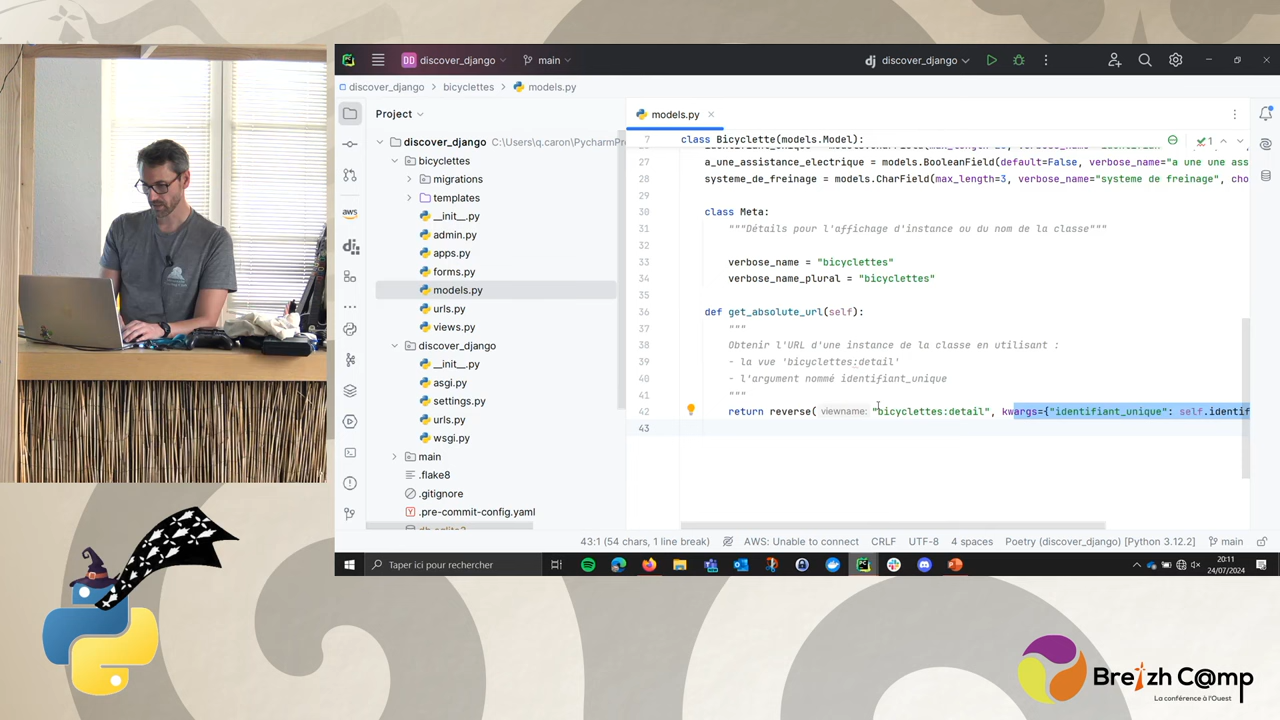 DD discover_django main dj discover_django
discover_django bicyclettes models.py
Project models.py
discover_django C:\Users\q.caron\PycharmPro
bicyclettes
migrations
templates
__init__.py
admin.py
apps.py
forms.py
models.py
urls.py
views.py
discover_django
__init__.py
asgi.py
settings.py
urls.py
wsgi.py
main
.flake8
.gitignore
.pre-commit-config.yaml
aws
7 class Bicyclette(models.Model):
27 a_une_assistance_electrique = models.BooleanField(default=False, verbose_name=
28 systeme_de_freinage = models.CharField(max_length=3, verbose_name="systeme de freinage", cho
29
30 class Meta:
31 """Détails pour l'affichage d'instance ou du nom de la classe"""
32
33 verbose_name = "bicyclettes"
34 verbose_name_plural = "bicyclettes"
35
36 def get_absolute_url(self):
37 """
38 Obtenir l'URL d'une instance de la classe en utilisant :
39 - la vue 'bicyclettes:detail'
40 - l'argument nommé identifiant_unique
41 """
42 return reverse( viewname: "bicyclettes:detail", kwargs={"identifiant_unique": self.identif
43
43:1 (54 chars, 1 line break) AWS: Unable to connect CRLF UTF-8 4 spaces Poetry (discover_django) [Python 3.12.2] main
Taper ici pour rechercher
20:11
24/07/2024
Breizh C@mp
La conférence à l'Ouest